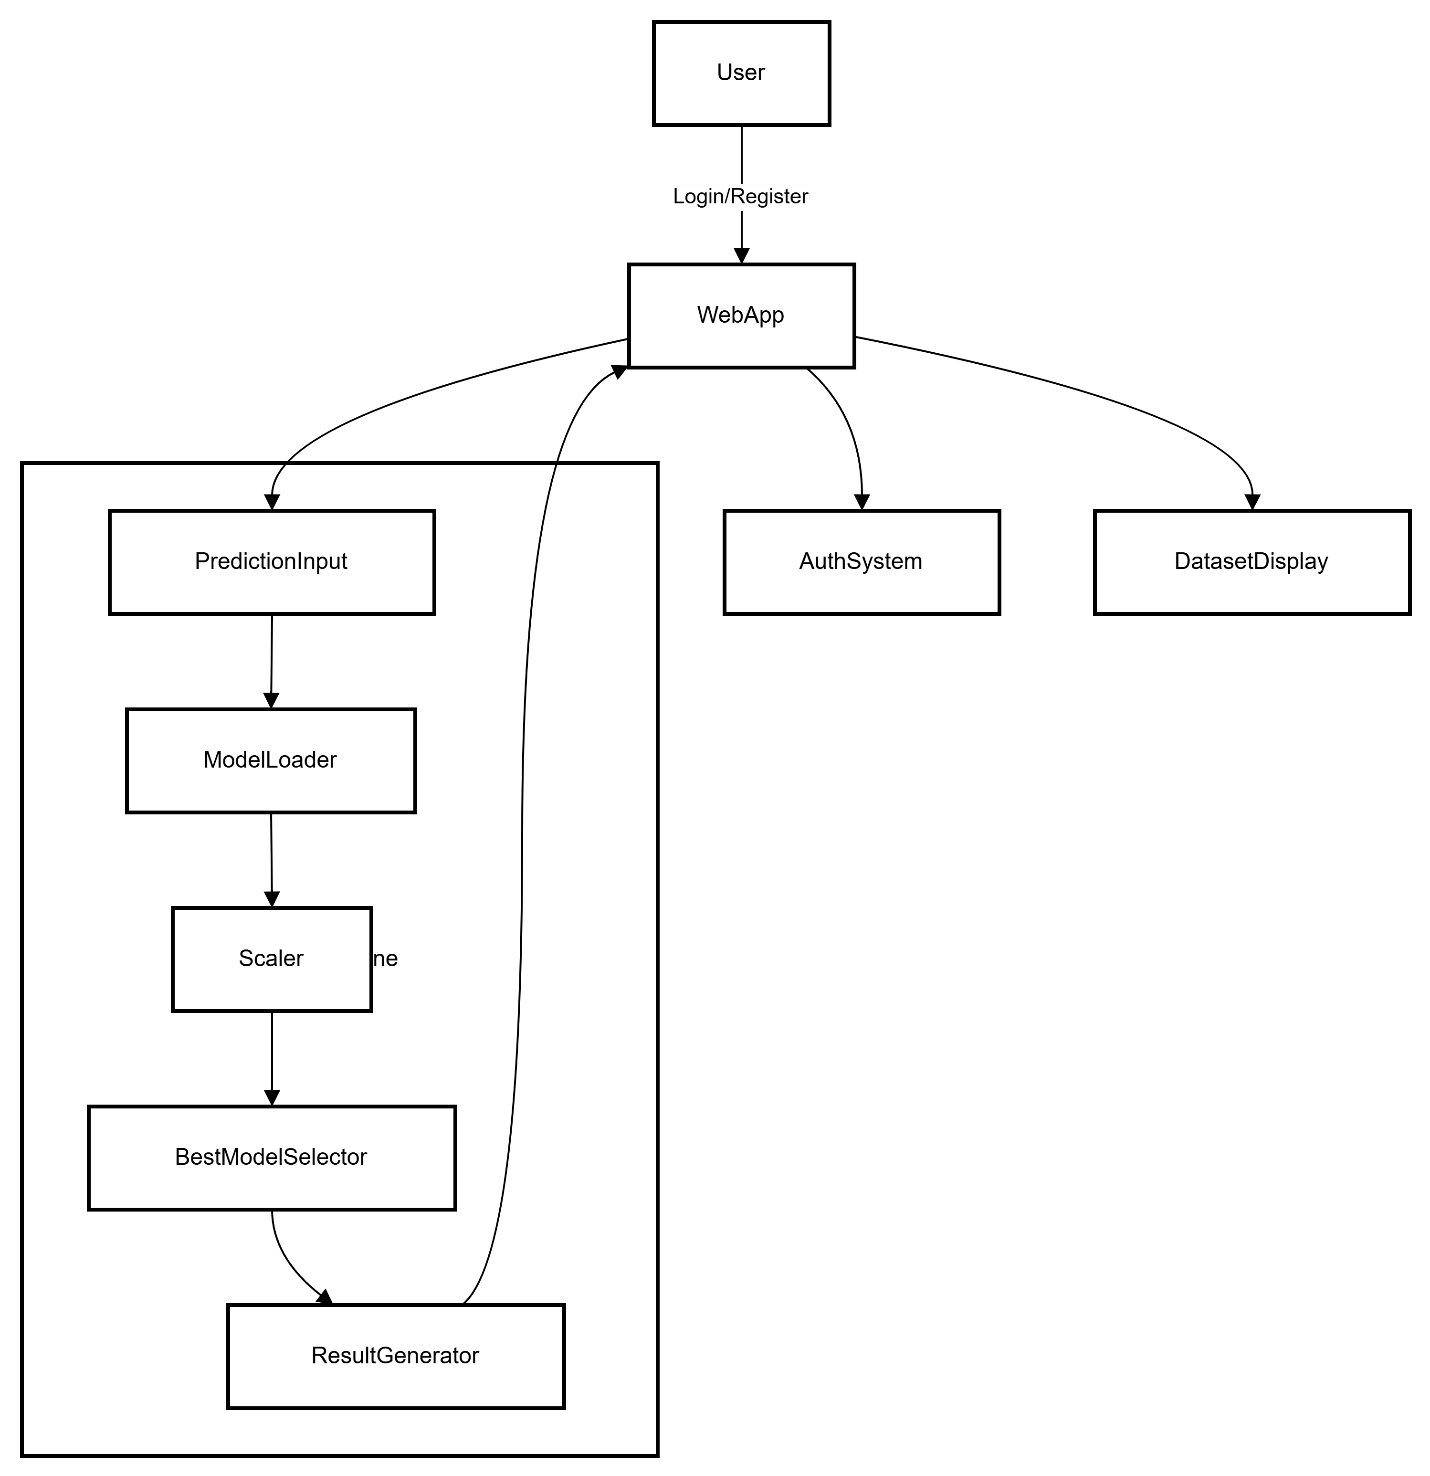 User
Login/Register
WebApp
PredictionInput
AuthSystem
DatasetDisplay
ModelLoader
Scaler
ne
BestModelSelector
ResultGenerator